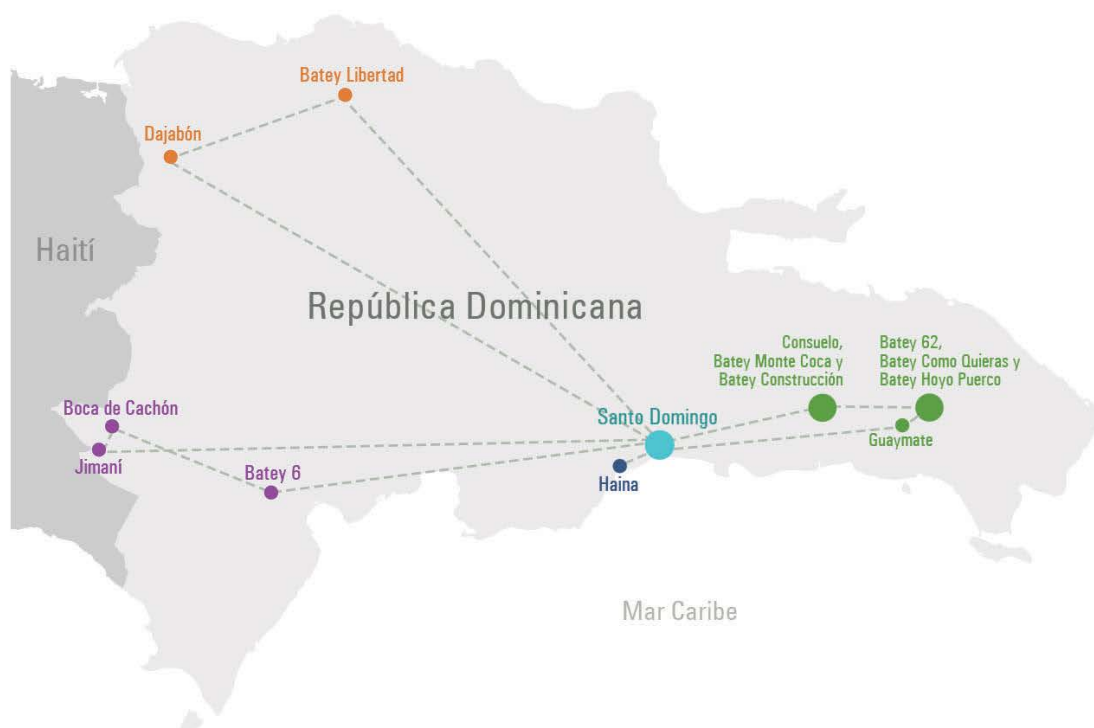 Batey Libertad
Dajabón
Haití
República Dominicana
Consuelo,
Batey Monte Coca y
Batey Construcción
Batey 62,
Batey Como Quieras y
Batey Hoyo Puerco
Boca de Cachón
Santo Domingo
Guaymate
Jimaní
Batey 6
Haina
Mar Caribe